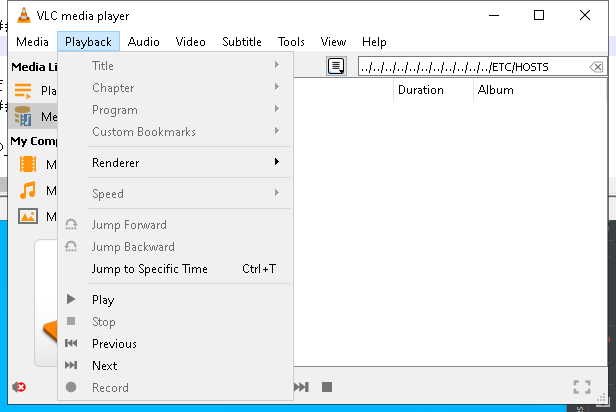 VLC media player
Media Playback Audio Video Subtitle Tools View Help
Media Li
Title
../../../../../../../../../../../ETC/HOSTS
Pla
Chapter
Duration
Album
Me
Program
Custom Bookmarks
My Comp
M
Renderer
M
Speed
M
Jump Forward
Jump Backward
Jump to Specific Time Ctrl+T
Play
Stop
Previous
Next
Record